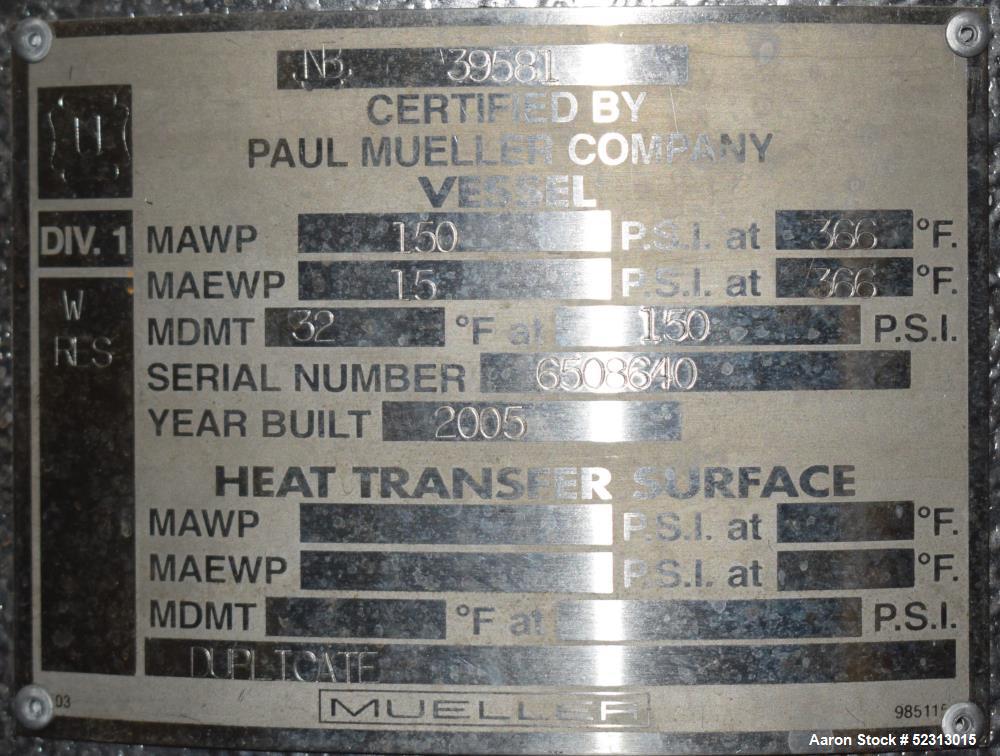 NB 39581
CERTIFIED BY
PAUL MUELLER COMPANY
VESSEL
U
DIV. 1
W
RES
MAWP 150 P.S.I. at 366 °F.
MAEWP 15 P.S.I. at 366 °F.
MDMT 32 °F at 150 P.S.I.
SERIAL NUMBER 6508640
YEAR BUILT 2005
HEAT TRANSFER SURFACE
MAWP P.S.I. at °F.
MAEWP P.S.I. at °F.
MDMT °F at P.S.I.
DUPLICATE
MUELLER
03
Aaron Stock # 52313015